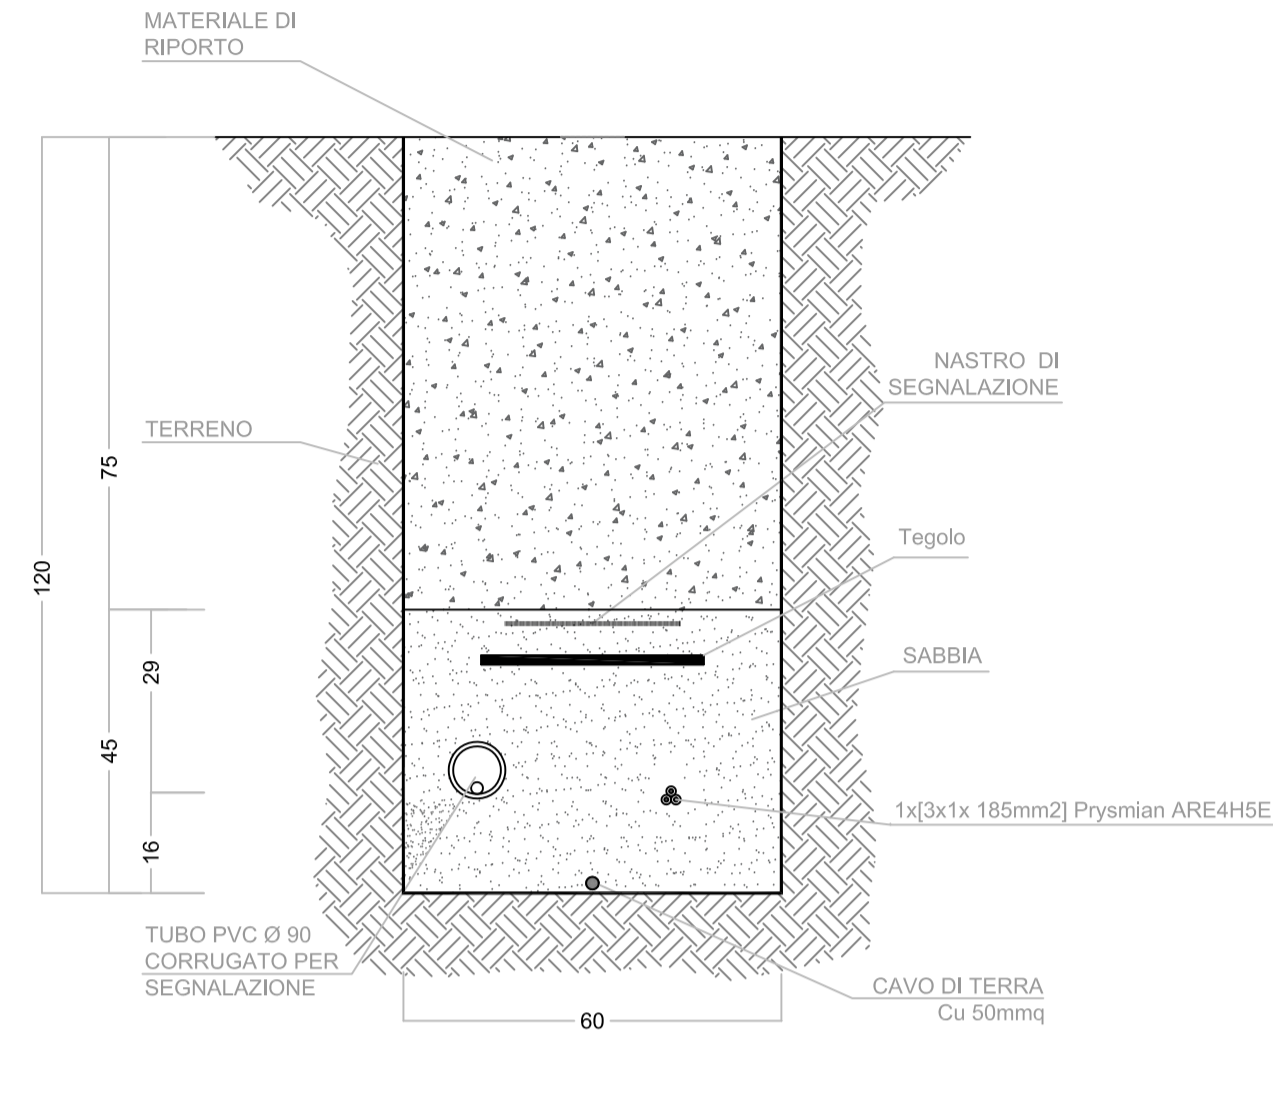 MATERIALE DI
RIPORTO
NASTRO DI
SEGNALAZIONE
TERRENO
75
120
Tegolo
SABBIA
29
45
16
1x[3x1x 185mm2] Prysmian ARE4H5E
TUBO PVC Ø 90
CORRUGATO PER
SEGNALAZIONE
CAVO DI TERRA
Cu 50mmq
60